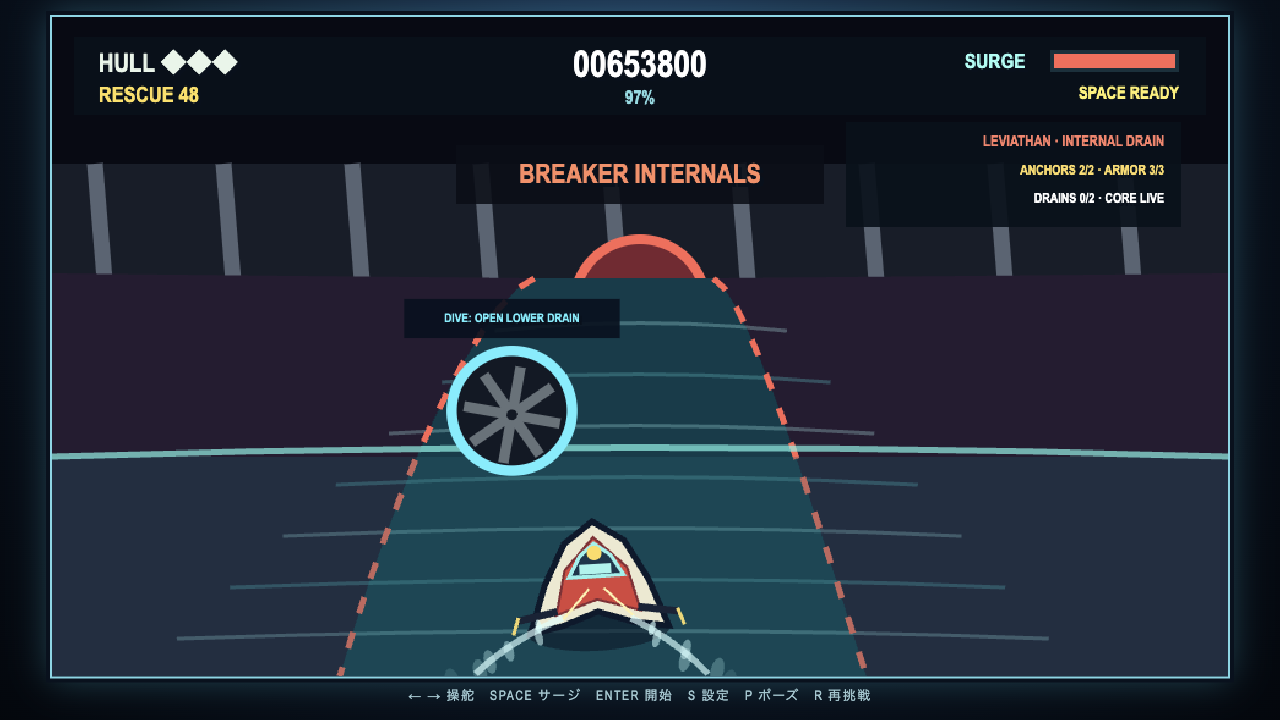 HULL
RESCUE 48
00653800
97%
SURGE
SPACE READY
LEVIATHAN · INTERNAL DRAIN
ANCHORS 2/2 · ARMOR 3/3
DRAINS 0/2 · CORE LIVE
BREAKER INTERNALS
DIVE: OPEN LOWER DRAIN
← → 操舵 SPACE サージ ENTER 開始 S 設定 P ポーズ R 再挑戦